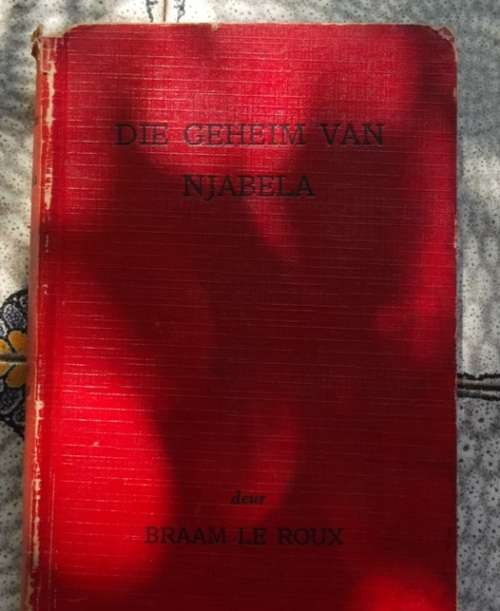 DIE GEHEIM VAN
NJABELA
deur
BRAAM LE ROUX